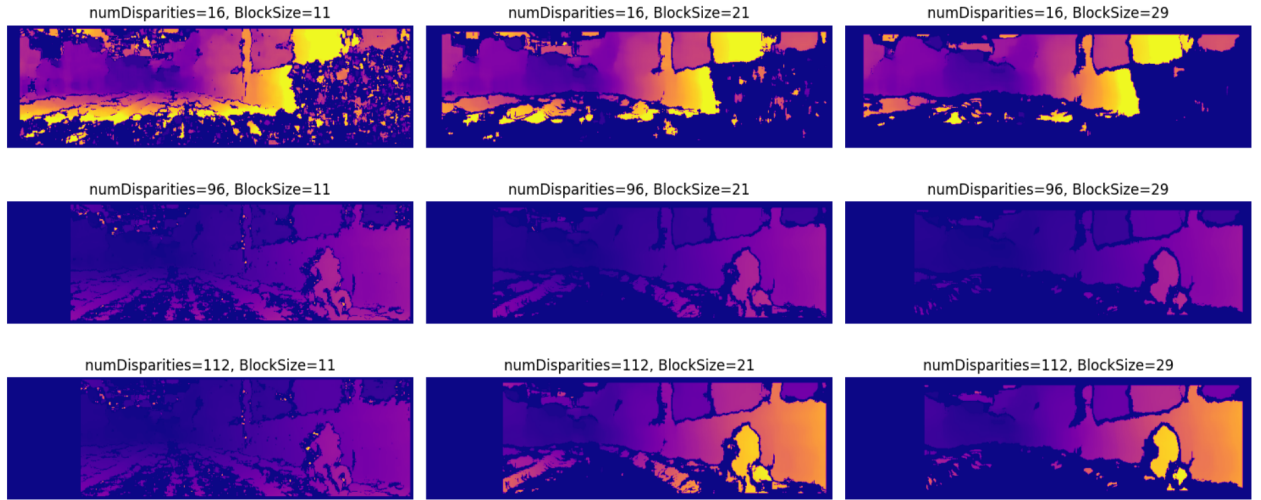 numDisparities=16, BlockSize=11
numDisparities=16, BlockSize=21
numDisparities=16, BlockSize=29
numDisparities=96, BlockSize=11
numDisparities=96, BlockSize=21
numDisparities=96, BlockSize=29
numDisparities=112, BlockSize=11
numDisparities=112, BlockSize=21
numDisparities=112, BlockSize=29